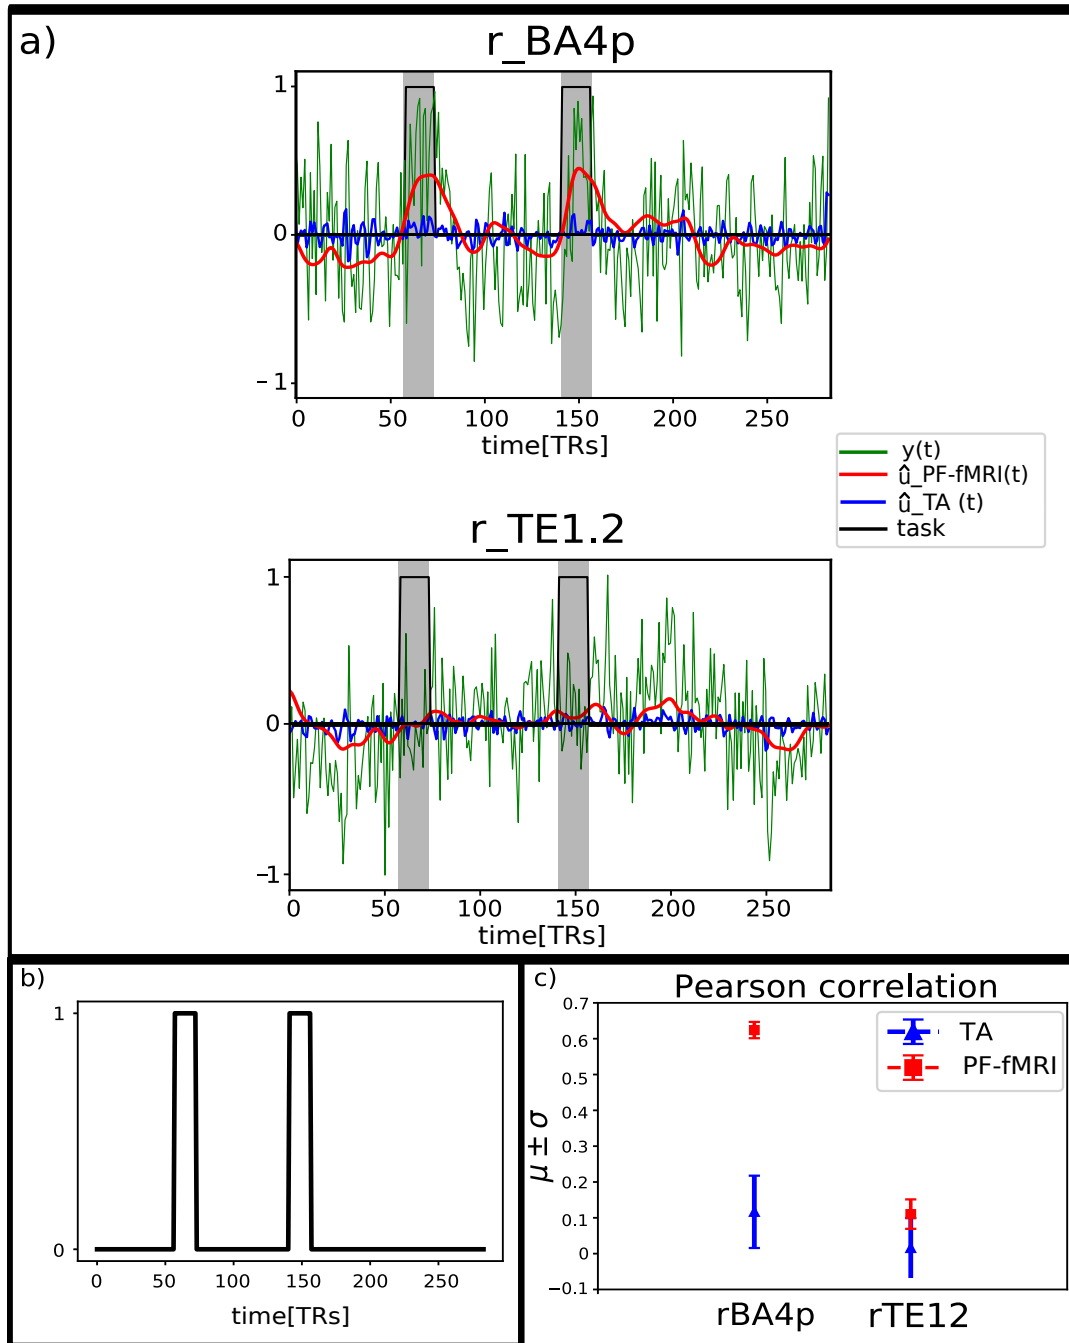 a)
r_BA4p
1
0
−1
0 50 100 150 200 250
time[TRs]
y(t)
û_PF-fMRI(t)
û_TA (t)
task
r_TE1.2
1
0
−1
0 50 100 150 200 250
time[TRs]
b)
1
0
0 50 100 150 200 250
time[TRs]
c)
Pearson correlation
0.7
0.6
0.5
0.4
0.3
0.2
0.1
0
−0.1
μ ± σ
TA
PF-fMRI
rBA4p rTE12